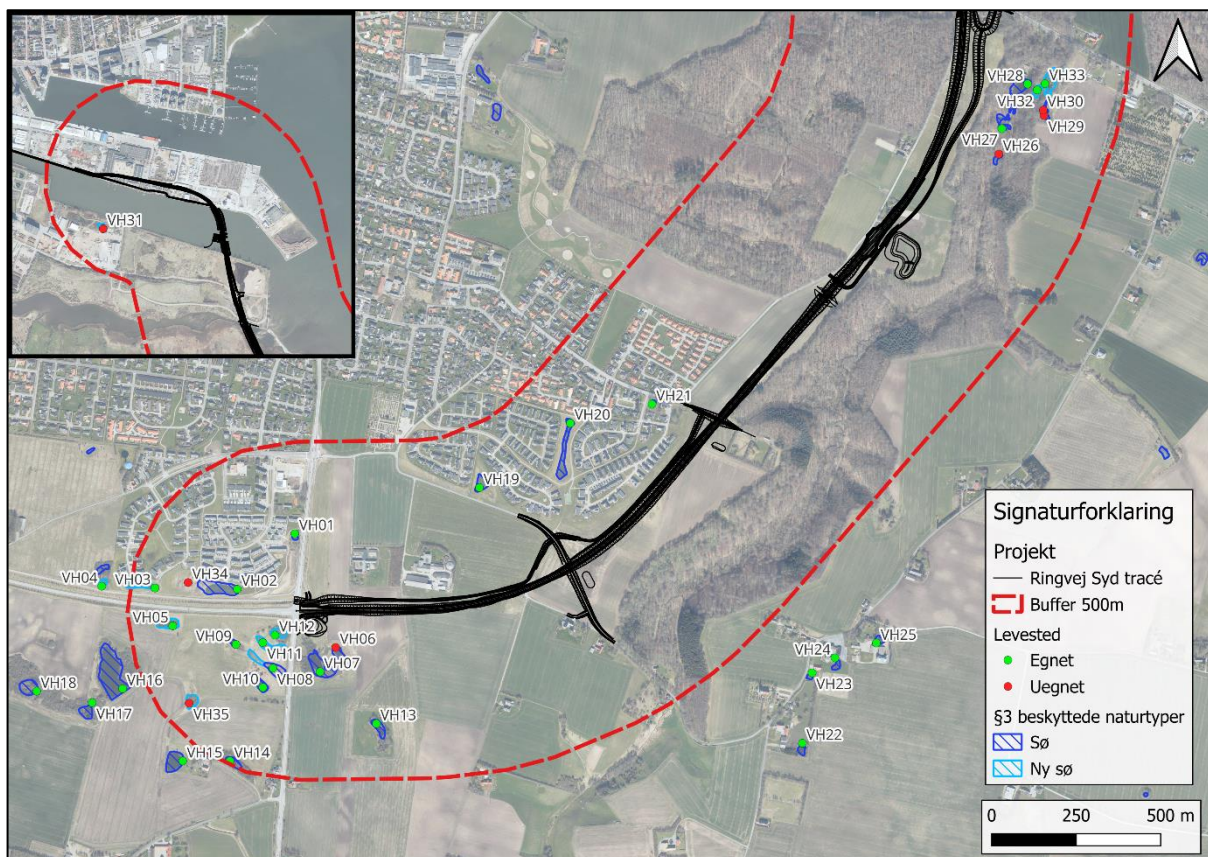 VH31
VH28
VH33
VH32
VH30
VH29
VH27
VH26
VH21
VH20
VH19
VH01
VH04
VH03
VH34
VH02
VH05
VH12
VH09
VH06
VH11
VH07
VH08
VH10
VH16
VH18
VH17
VH35
VH13
VH15
VH14
VH25
VH24
VH23
VH22
Signaturforklaring
Projekt
Ringvej Syd tracé
Buffer 500m
Levested
Egnet
Uegnet
§3 beskyttede naturtyper
Sø
Ny sø
0 250 500 m